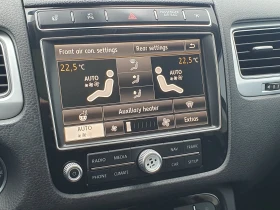 Front air con. settings Rear settings
22,5°C 22,5°C
AUTO AUTO
Auxiliary heater
AUTO Extras
RADIO MEDIA NAV TRAFFIC
PHONE CLIMATE CAR SETUP